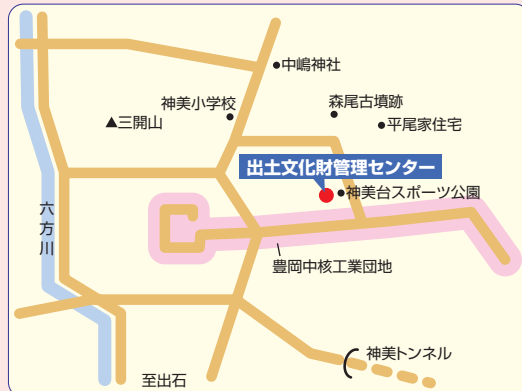 中嶋神社
神美小学校
森尾古墳跡
▲三開山
平尾家住宅
出土文化財管理センター
神美台スポーツ公園
六方川
豊岡中核工業団地
神美トンネル
至出石